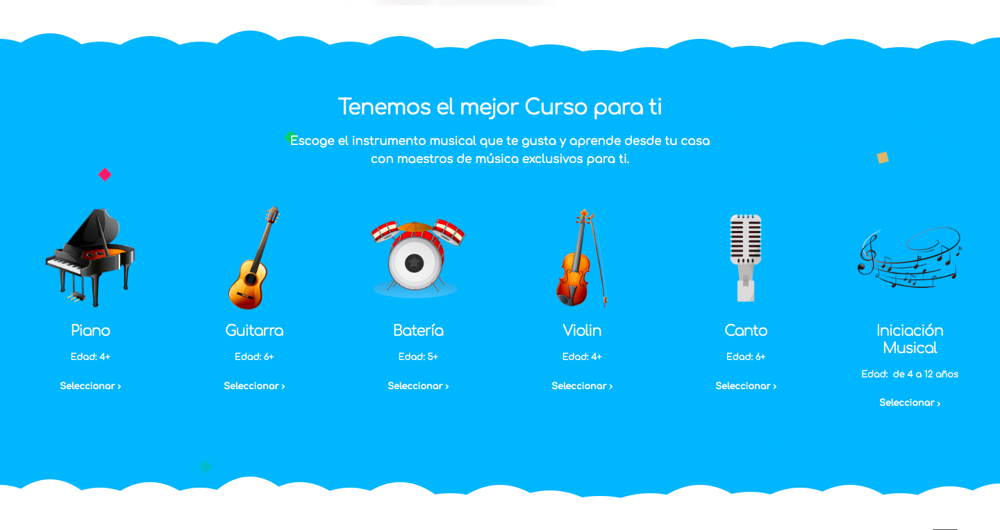 Tenemos el mejor Curso para ti
Escoge el instrumento musical que te gusta y aprende desde tu casa
con maestros de música exclusivos para ti.
Piano
Edad: 4+
Seleccionar ›
Guitarra
Edad: 6+
Seleccionar ›
Batería
Edad: 5+
Seleccionar ›
Violin
Edad: 4+
Seleccionar ›
Canto
Edad: 6+
Seleccionar ›
Iniciación
Musical
Edad:  de 4 a 12 años
Seleccionar ›